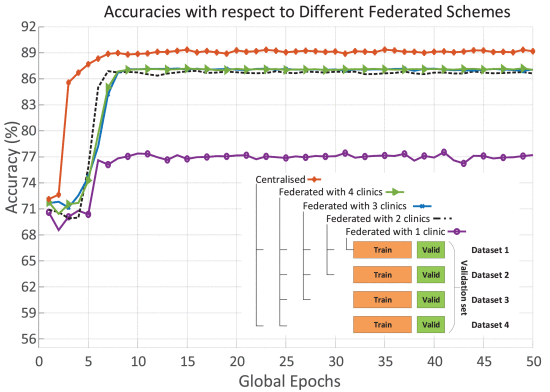 Accuracies with respect to Different Federated Schemes
92
89
86
83
80
77
74
71
68
65
62
59
56
Accuracy (%)
Centralised
Federated with 4 clinics
Federated with 3 clinics
Federated with 2 clinics
Federated with 1 clinic
Train Valid Dataset 1
Train Valid Dataset 2
Train Valid Dataset 3
Train Valid Dataset 4
Validation set
0 1 5 10 15 20 25 30 35 40 45 50
Global Epochs